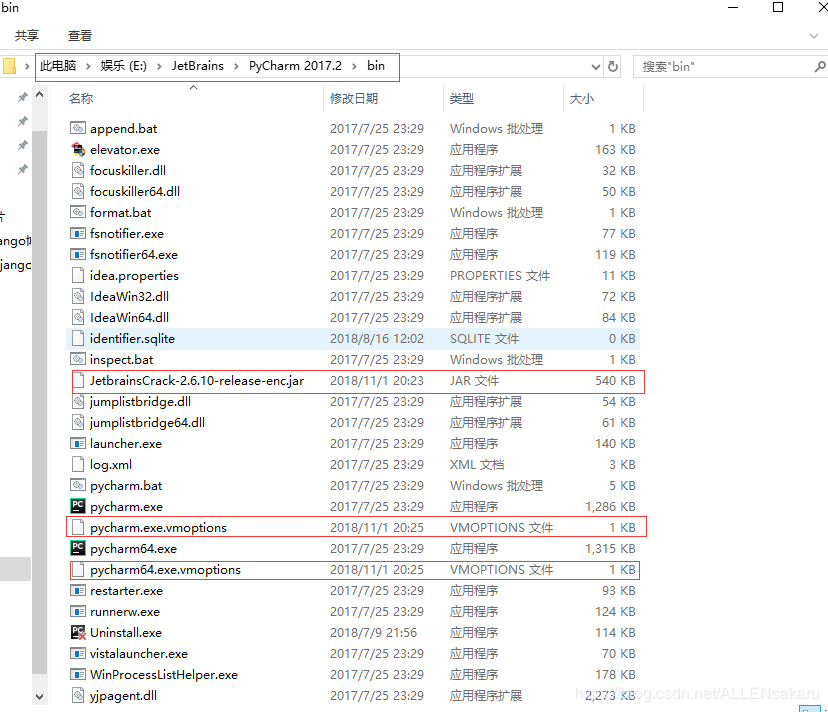 bin
共享 查看
此电脑 > 娱乐 (E:) > JetBrains > PyCharm 2017.2 > bin 搜索"bin"
名称 修改日期 类型 大小
append.bat 2017/7/25 23:29 Windows 批处理 1 KB
elevator.exe 2017/7/25 23:29 应用程序 163 KB
focuskiller.dll 2017/7/25 23:29 应用程序扩展 32 KB
focuskiller64.dll 2017/7/25 23:29 应用程序扩展 50 KB
format.bat 2017/7/25 23:29 Windows 批处理 1 KB
fsnotifier.exe 2017/7/25 23:29 应用程序 77 KB
fsnotifier64.exe 2017/7/25 23:29 应用程序 119 KB
idea.properties 2017/7/25 23:29 PROPERTIES 文件 11 KB
IdeaWin32.dll 2017/7/25 23:29 应用程序扩展 72 KB
IdeaWin64.dll 2017/7/25 23:29 应用程序扩展 84 KB
identifier.sqlite 2018/8/16 12:02 SQLITE 文件 0 KB
inspect.bat 2017/7/25 23:29 Windows 批处理 1 KB
JetbrainsCrack-2.6.10-release-enc.jar 2018/11/1 20:23 JAR 文件 540 KB
jumplistbridge.dll 2017/7/25 23:29 应用程序扩展 54 KB
jumplistbridge64.dll 2017/7/25 23:29 应用程序扩展 61 KB
launcher.exe 2017/7/25 23:29 应用程序 140 KB
log.xml 2017/7/25 23:29 XML 文档 3 KB
pycharm.bat 2017/7/25 23:29 Windows 批处理 5 KB
pycharm.exe 2017/7/25 23:29 应用程序 1,286 KB
pycharm.exe.vmoptions 2018/11/1 20:25 VMOPTIONS 文件 1 KB
pycharm64.exe 2017/7/25 23:29 应用程序 1,315 KB
pycharm64.exe.vmoptions 2018/11/1 20:25 VMOPTIONS 文件 1 KB
restarter.exe 2017/7/25 23:29 应用程序 93 KB
runnerw.exe 2017/7/25 23:29 应用程序 124 KB
Uninstall.exe 2018/7/9 21:56 应用程序 114 KB
vistalauncher.exe 2017/7/25 23:29 应用程序 70 KB
WinProcessListHelper.exe 2017/7/25 23:29 应用程序 178 KB
yjpagent.dll 2017/7/25 23:29 应用程序扩展 2,273 KB
https://blog.csdn.net/ALLENsakaru